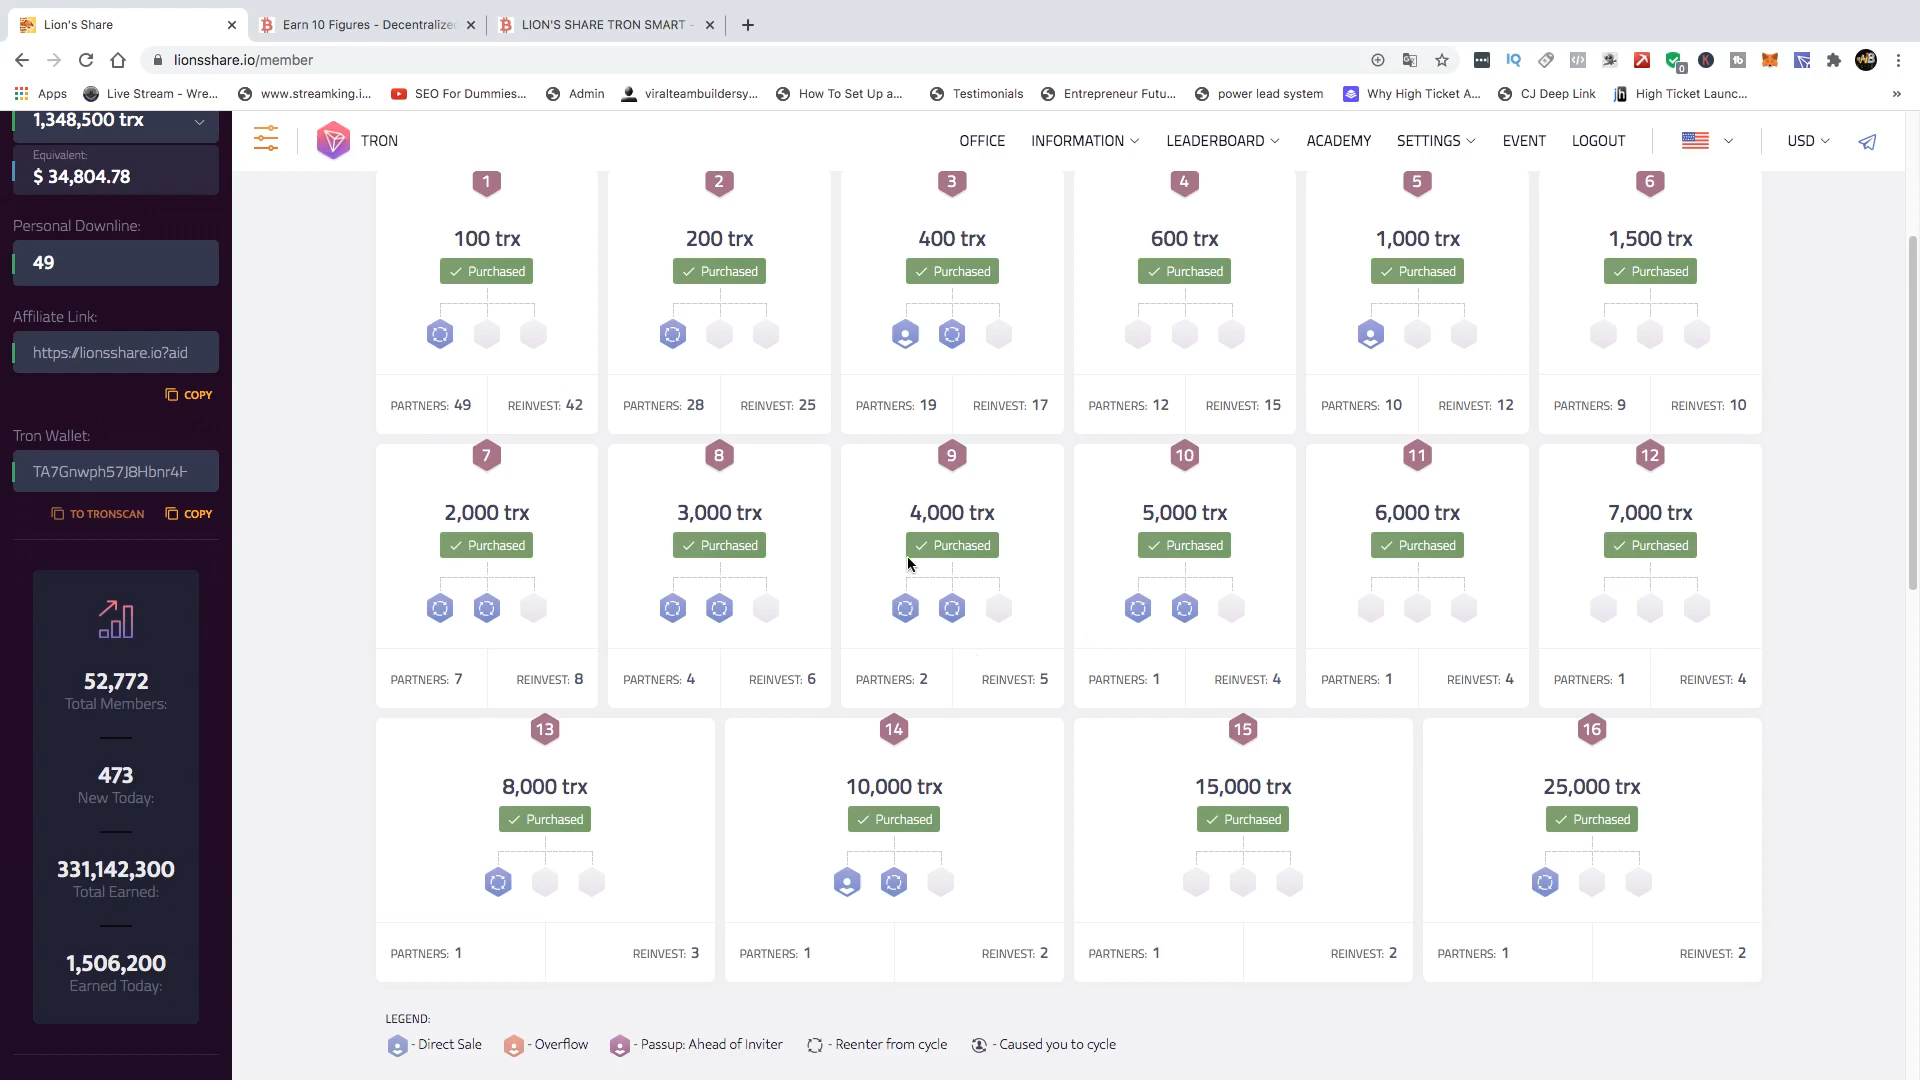 Lion's Share
Earn 10 Figures - Decentralized
LION'S SHARE TRON SMART -
lionsshare.io/member
Apps
Live Stream - Wre...
www.streamking.i...
SEO For Dummies...
Admin
viralteambuildersy...
How To Set Up a...
Testimonials
Entrepreneur Futu...
power lead system
Why High Ticket A...
CJ Deep Link
High Ticket Launc...
»
1,348,500 trx
Equivalent:
$ 34,804.78
Personal Downline:
49
Affiliate Link:
https://lionsshare.io?aid
COPY
Tron Wallet:
TA7Gnwph57J8Hbnr4H
TO TRONSCAN
COPY
52,772
Total Members:
473
New Today:
331,142,300
Total Earned:
1,506,200
Earned Today:
TRON
OFFICE
INFORMATION
LEADERBOARD
ACADEMY
SETTINGS
EVENT
LOGOUT
USD
1
100 trx
Purchased
PARTNERS: 49
REINVEST: 42
2
200 trx
Purchased
PARTNERS: 28
REINVEST: 25
3
400 trx
Purchased
PARTNERS: 19
REINVEST: 17
4
600 trx
Purchased
PARTNERS: 12
REINVEST: 15
5
1,000 trx
Purchased
PARTNERS: 10
REINVEST: 12
6
1,500 trx
Purchased
PARTNERS: 9
REINVEST: 10
7
2,000 trx
Purchased
PARTNERS: 7
REINVEST: 8
8
3,000 trx
Purchased
PARTNERS: 4
REINVEST: 6
9
4,000 trx
Purchased
PARTNERS: 2
REINVEST: 5
10
5,000 trx
Purchased
PARTNERS: 1
REINVEST: 4
11
6,000 trx
Purchased
PARTNERS: 1
REINVEST: 4
12
7,000 trx
Purchased
PARTNERS: 1
REINVEST: 4
13
8,000 trx
Purchased
PARTNERS: 1
REINVEST: 3
14
10,000 trx
Purchased
PARTNERS: 1
REINVEST: 2
15
15,000 trx
Purchased
PARTNERS: 1
REINVEST: 2
16
25,000 trx
Purchased
PARTNERS: 1
REINVEST: 2
LEGEND:
- Direct Sale
- Overflow
- Passup: Ahead of Inviter
- Reenter from cycle
- Caused you to cycle